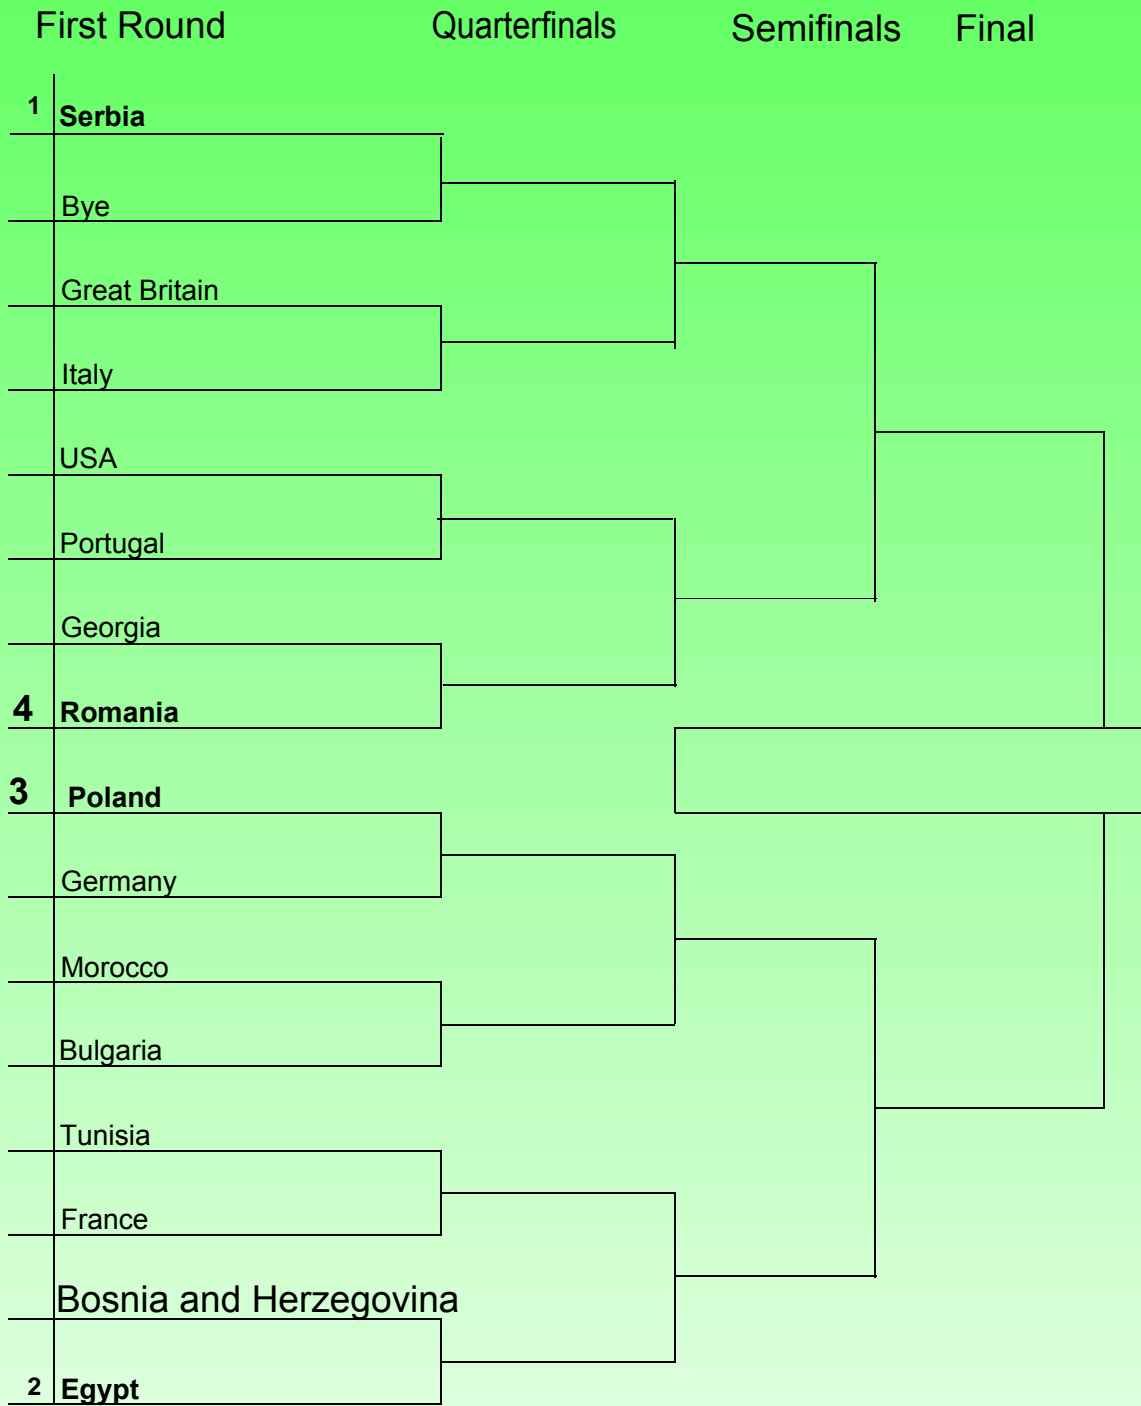 First Round Quarterfinals Semifinals Final
1 Serbia
Bye
Great Britain
Italy
USA
Portugal
Georgia
4 Romania
3 Poland
Germany
Morocco
Bulgaria
Tunisia
France
Bosnia and Herzegovina
2 Egypt